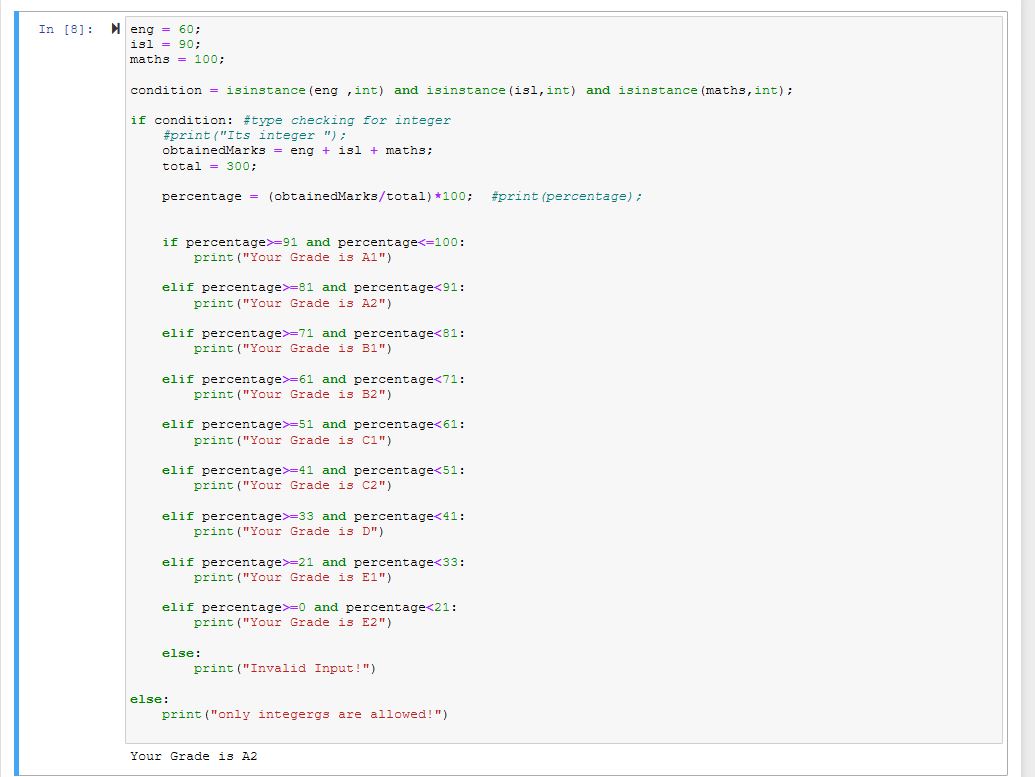 In [8]: eng = 60;
isl = 90;
maths = 100;
condition = isinstance(eng ,int) and isinstance(isl,int) and isinstance(maths,int);
if condition: #type checking for integer
#print("Its integer ");
obtainedMarks = eng + isl + maths;
total = 300;
percentage = (obtainedMarks/total)*100; #print(percentage);
if percentage>=91 and percentage<=100:
print("Your Grade is A1")
elif percentage>=81 and percentage<91:
print("Your Grade is A2")
elif percentage>=71 and percentage<81:
print("Your Grade is B1")
elif percentage>=61 and percentage<71:
print("Your Grade is B2")
elif percentage>=51 and percentage<61:
print("Your Grade is C1")
elif percentage>=41 and percentage<51:
print("Your Grade is C2")
elif percentage>=33 and percentage<41:
print("Your Grade is D")
elif percentage>=21 and percentage<33:
print("Your Grade is E1")
elif percentage>=0 and percentage<21:
print("Your Grade is E2")
else:
print("Invalid Input!")
else:
print("only integergs are allowed!")
Your Grade is A2